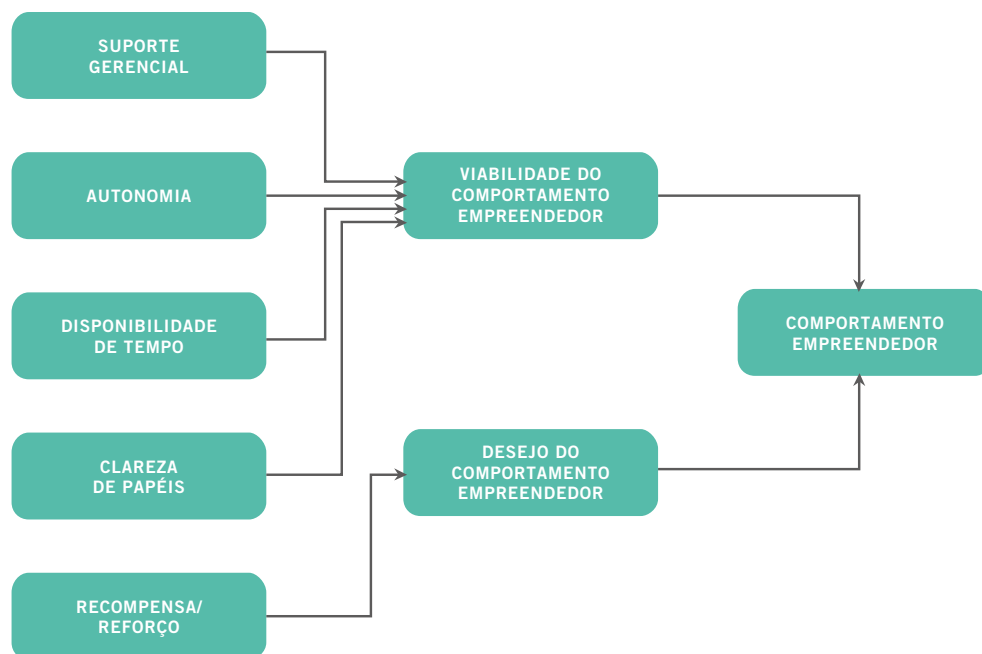 SUPORTE
GERENCIAL
AUTONOMIA
VIABILIDADE DO
COMPORTAMENTO
EMPREENDEDOR
DISPONIBILIDADE
DE TEMPO
COMPORTAMENTO
EMPREENDEDOR
CLAREZA
DE PAPÉIS
DESEJO DO
COMPORTAMENTO
EMPREENDEDOR
RECOMPENSA/
REFORÇO